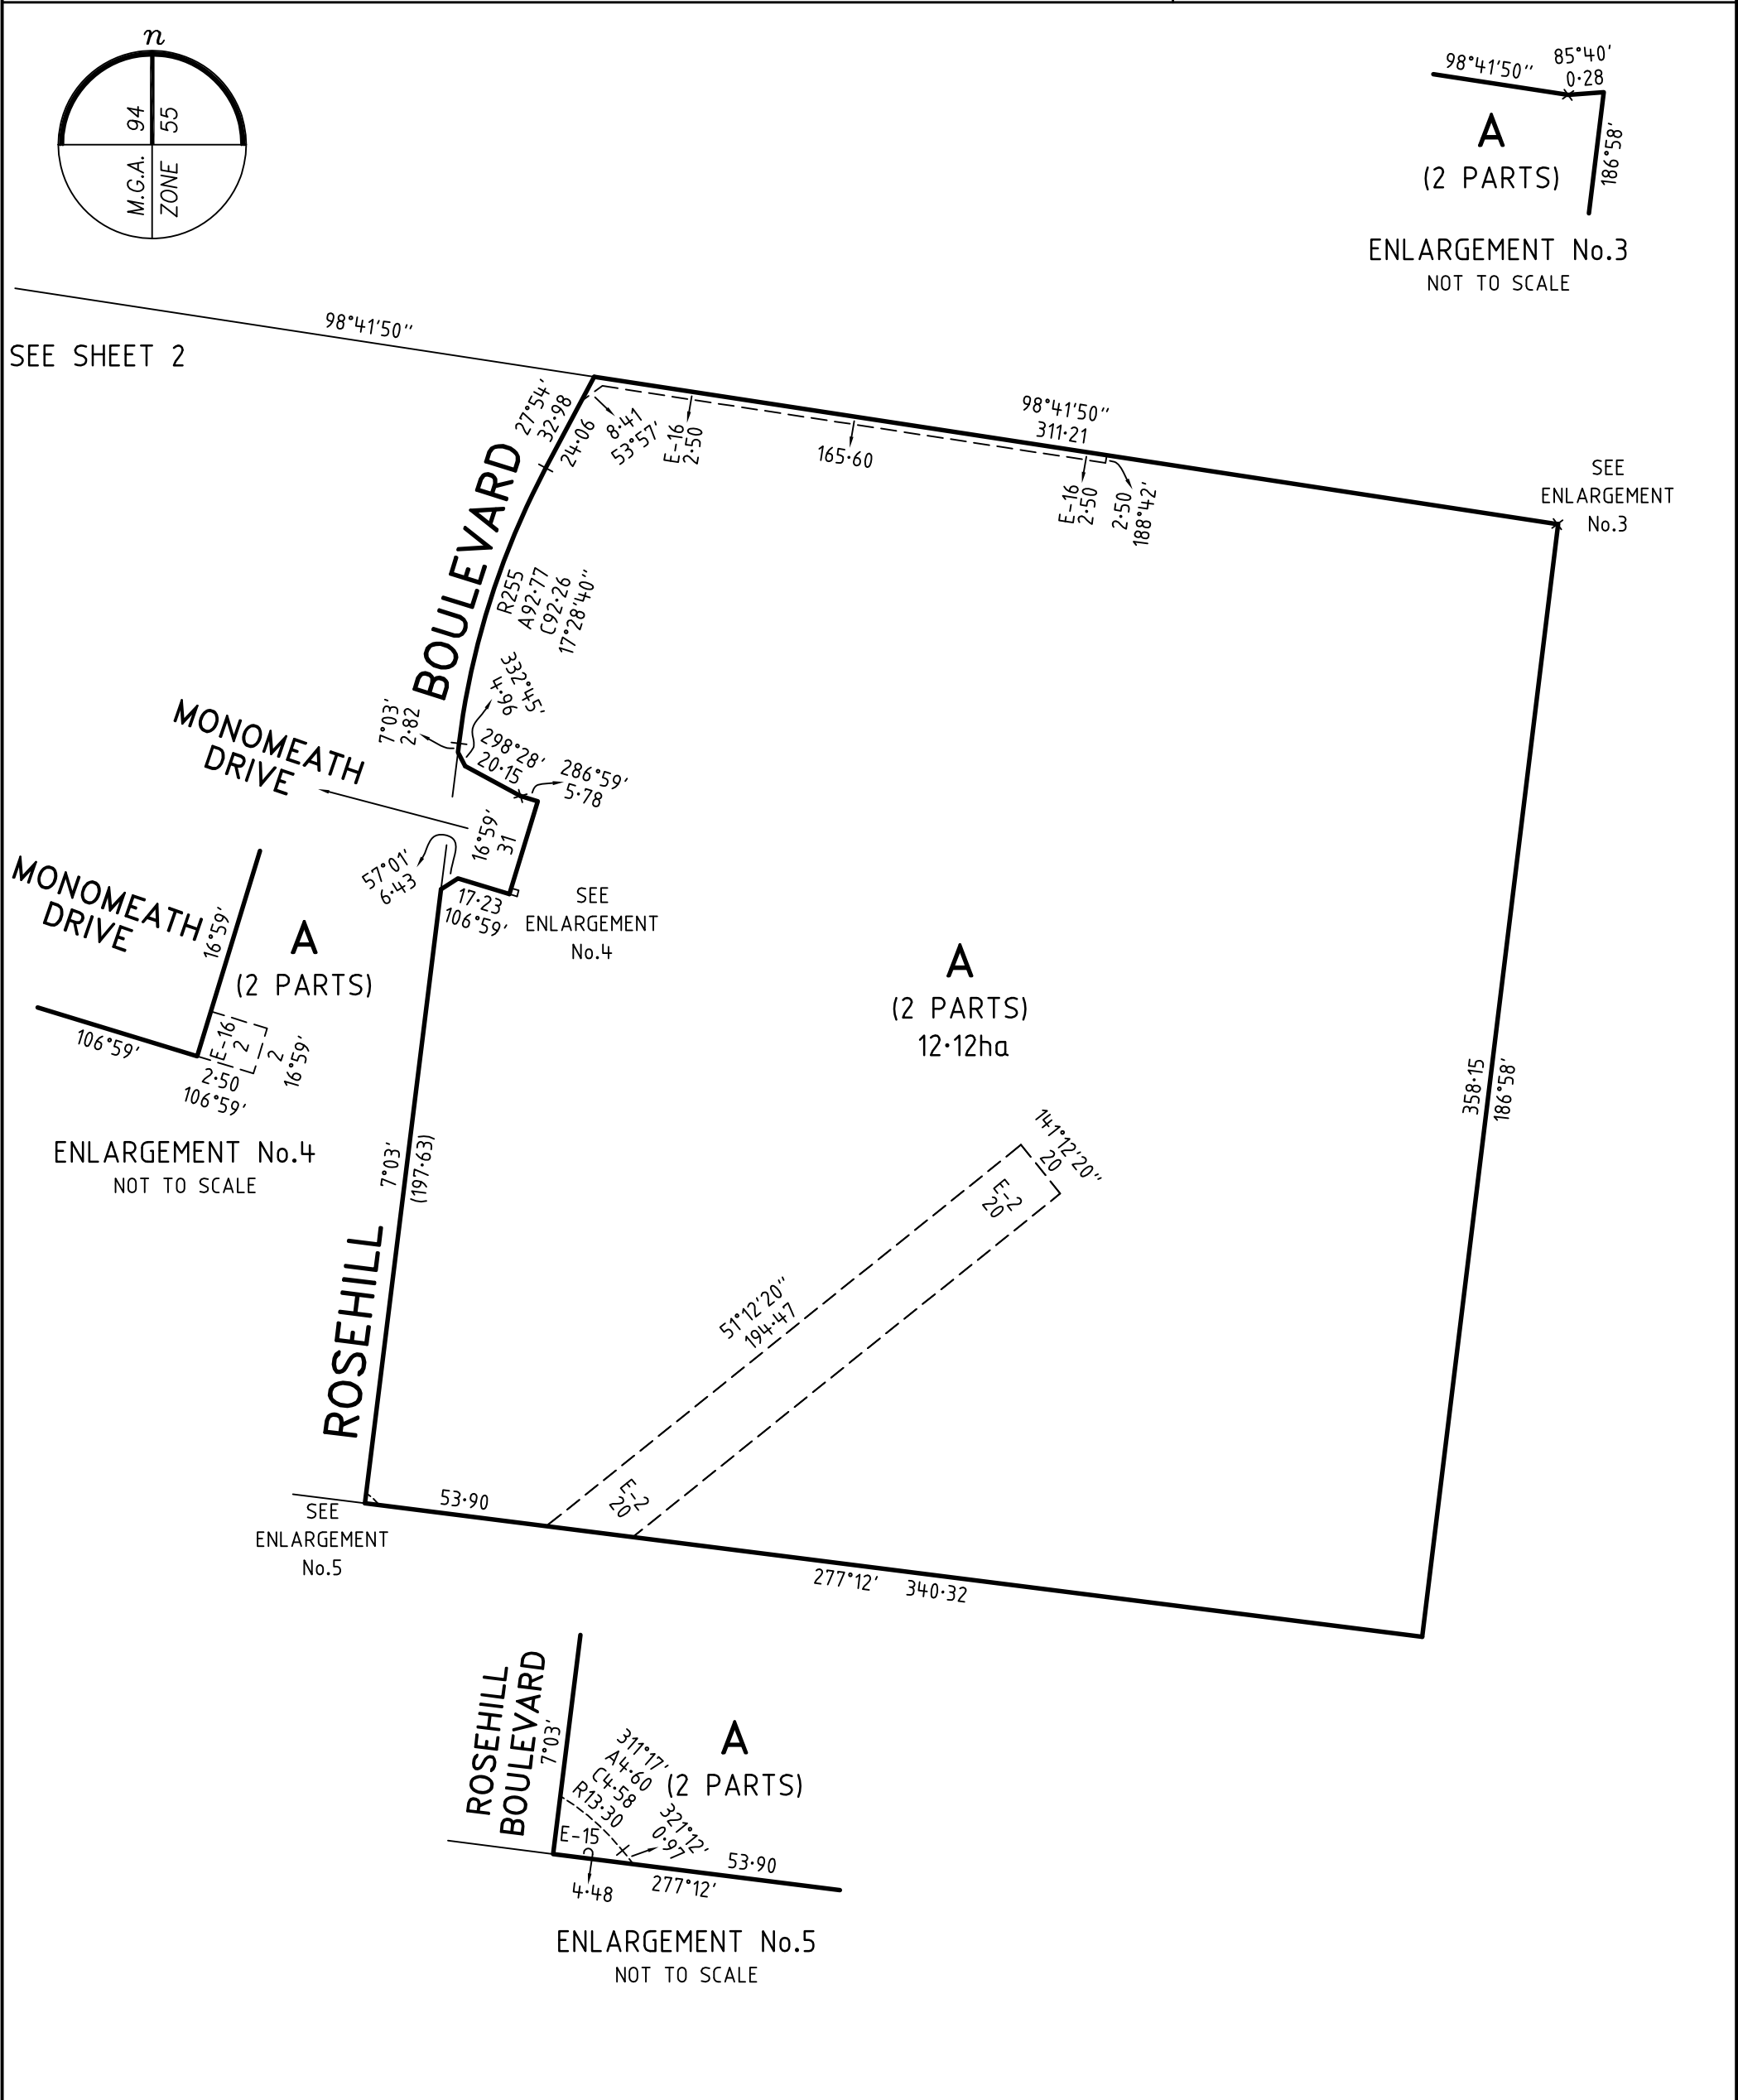 n
M.G.A. 94
ZONE 55
98°41'50"
85°40'
0·28
186°58'
A
(2 PARTS)
ENLARGEMENT No.3
NOT TO SCALE
98°41'50"
SEE SHEET 2
27°54'
32·98
24·06
8·41
53°57'
E-16
2·50
165·60
98°41'50"
311·21
E-16
2·50
2·50
188°42'
SEE
ENLARGEMENT
No.3
BOULEVARD
R255
A92·77
C92·26
17°28'40"
332°45'
4·96
7°03'
2·82
298°28'
20·15
286°59'
5·78
MONOMEATH
DRIVE
16°59'
31
57°01'
6·43
17·23
106°59'
SEE
ENLARGEMENT
No.4
MONOMEATH
DRIVE
16°59'
A
(2 PARTS)
106°59'
E-16
2
2
16°59'
2·50
106°59'
ENLARGEMENT No.4
NOT TO SCALE
A
(2 PARTS)
12·12ha
358·15
186°58'
7°03'
(197·63)
ROSEHILL
141°12'20"
20
E-2
20
51°12'20"
194·47
E-2
20
53·90
SEE
ENLARGEMENT
No.5
277°12' 340·32
ROSEHILL
BOULEVARD
7°03'
311°17'
A4·60
C4·58
R13·30
A
(2 PARTS)
321°12'
0·97
E-15
53·90
4·48
277°12'
ENLARGEMENT No.5
NOT TO SCALE